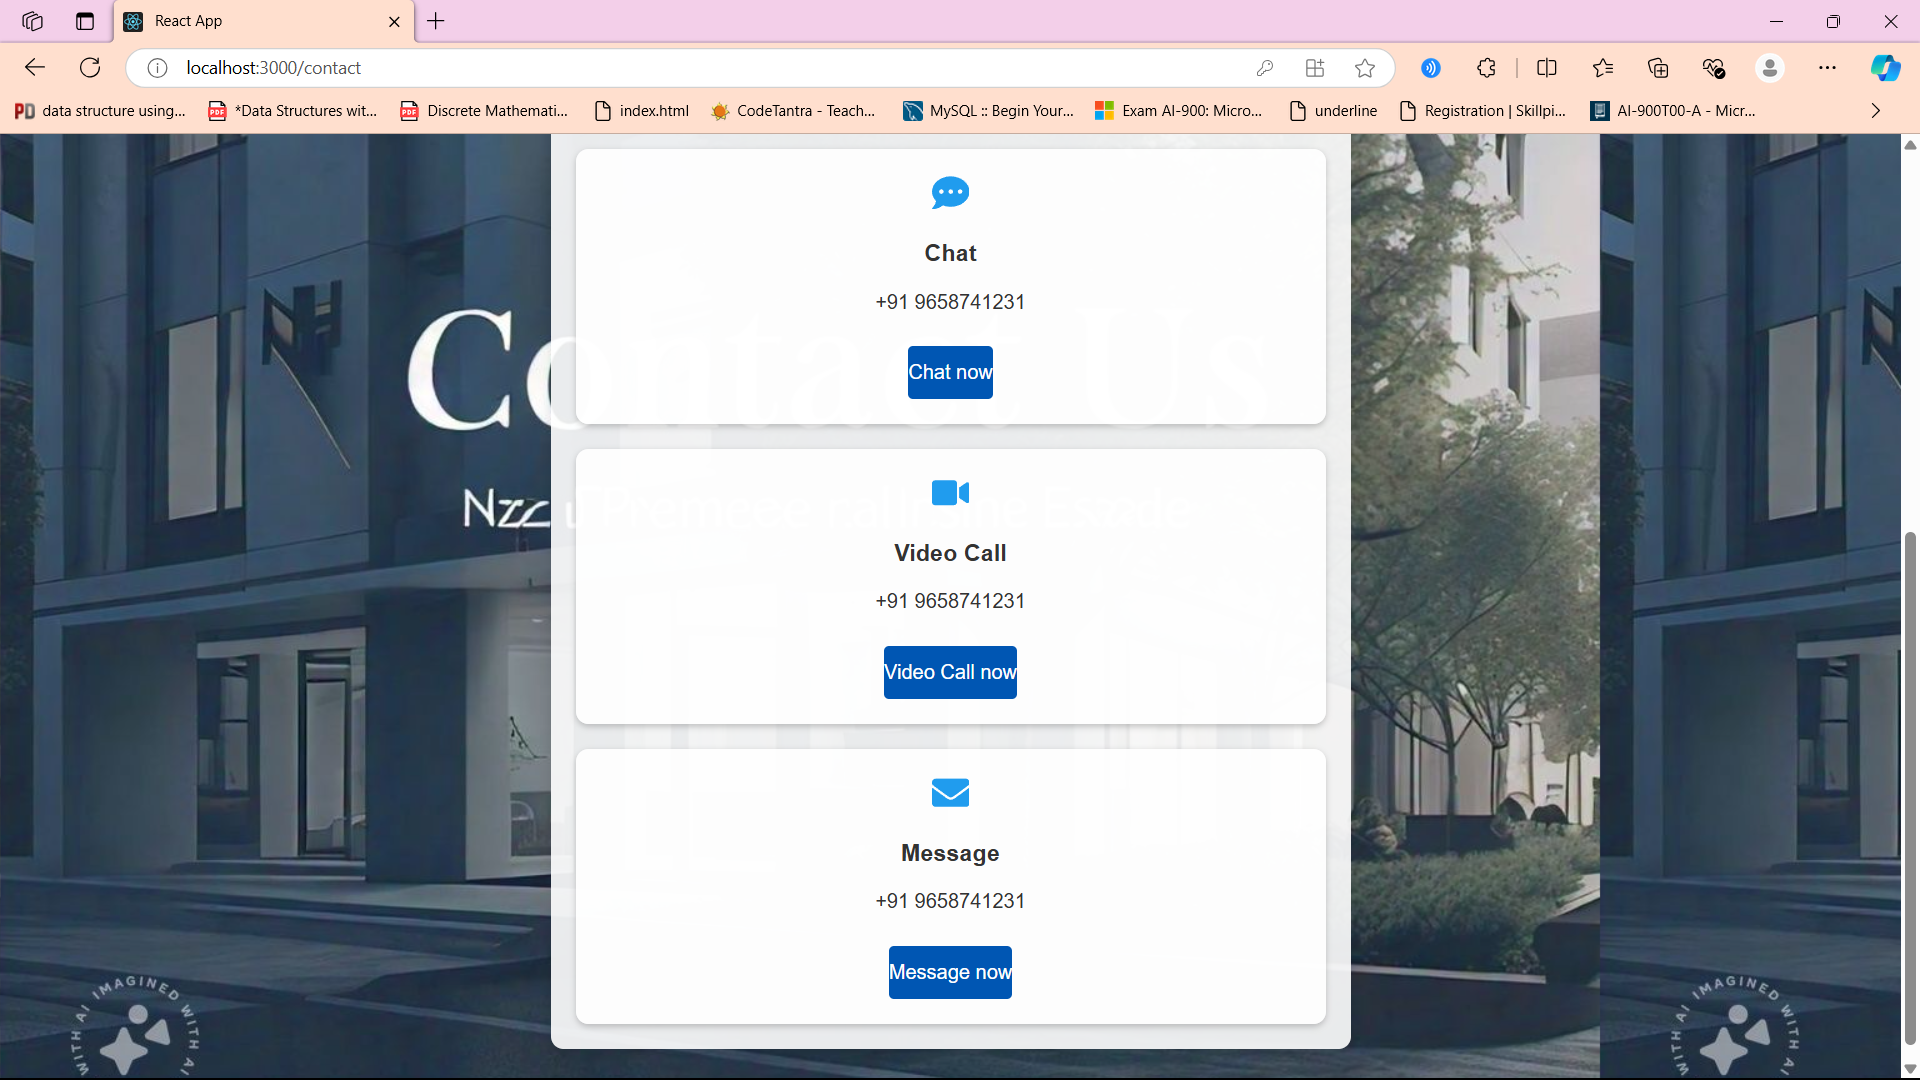 React App
localhost:3000/contact
data structure using...
*Data Structures wit...
Discrete Mathemati...
index.html
CodeTantra - Teach...
MySQL :: Begin Your...
Exam AI-900: Micro...
underline
Registration | Skillpi...
AI-900T00-A - Micr...
Contact Us
Chat
+91 9658741231
Chat now
Video Call
+91 9658741231
Video Call now
Message
+91 9658741231
Message now
IMAGINED WITH AI
IMAGINED WITH AI